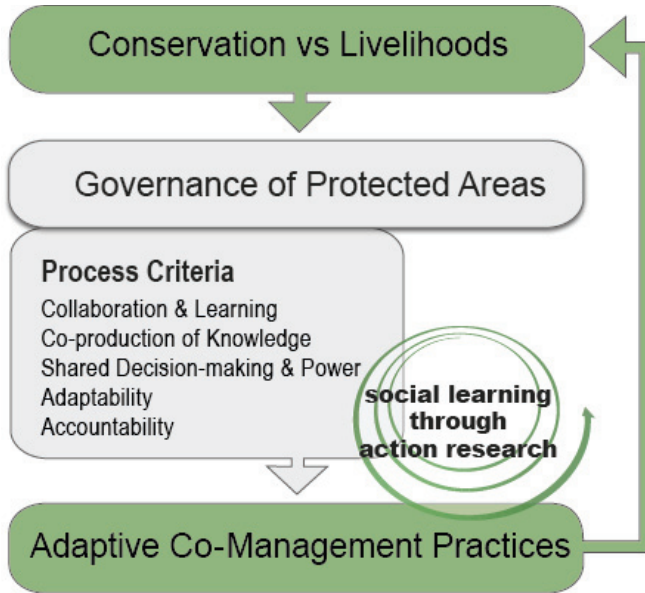 Conservation vs Livelihoods
Governance of Protected Areas
Process Criteria
Collaboration & Learning
Co-production of Knowledge
Shared Decision-making & Power
Adaptability
Accountability
social learning
through
action research
Adaptive Co-Management Practices